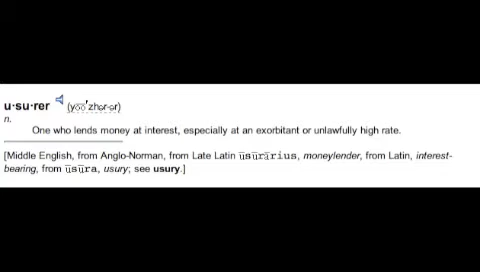 u·su·rer (yōō′zhər-ər)
n.
One who lends money at interest, especially at an exorbitant or unlawfully high rate.
[Middle English, from Anglo-Norman, from Late Latin ūsūrārius, moneylender, from Latin, interest-
bearing, from ūsūra, usury; see usury.]